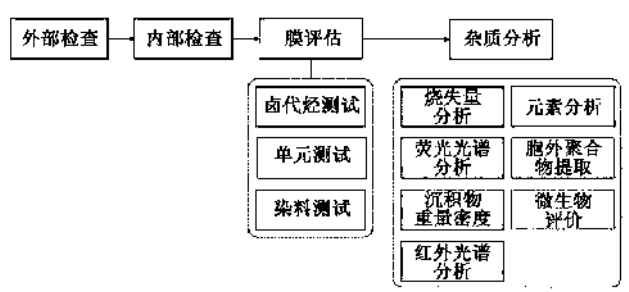 外部检查
内部检查
膜评估
杂质分析
卤代烃测试
单元测试
染料测试
烧失量
分析
元素分析
荧光光谱
分析
胞外聚合
物提取
沉积物
重量密度
微生物
评价
红外光谱
分析